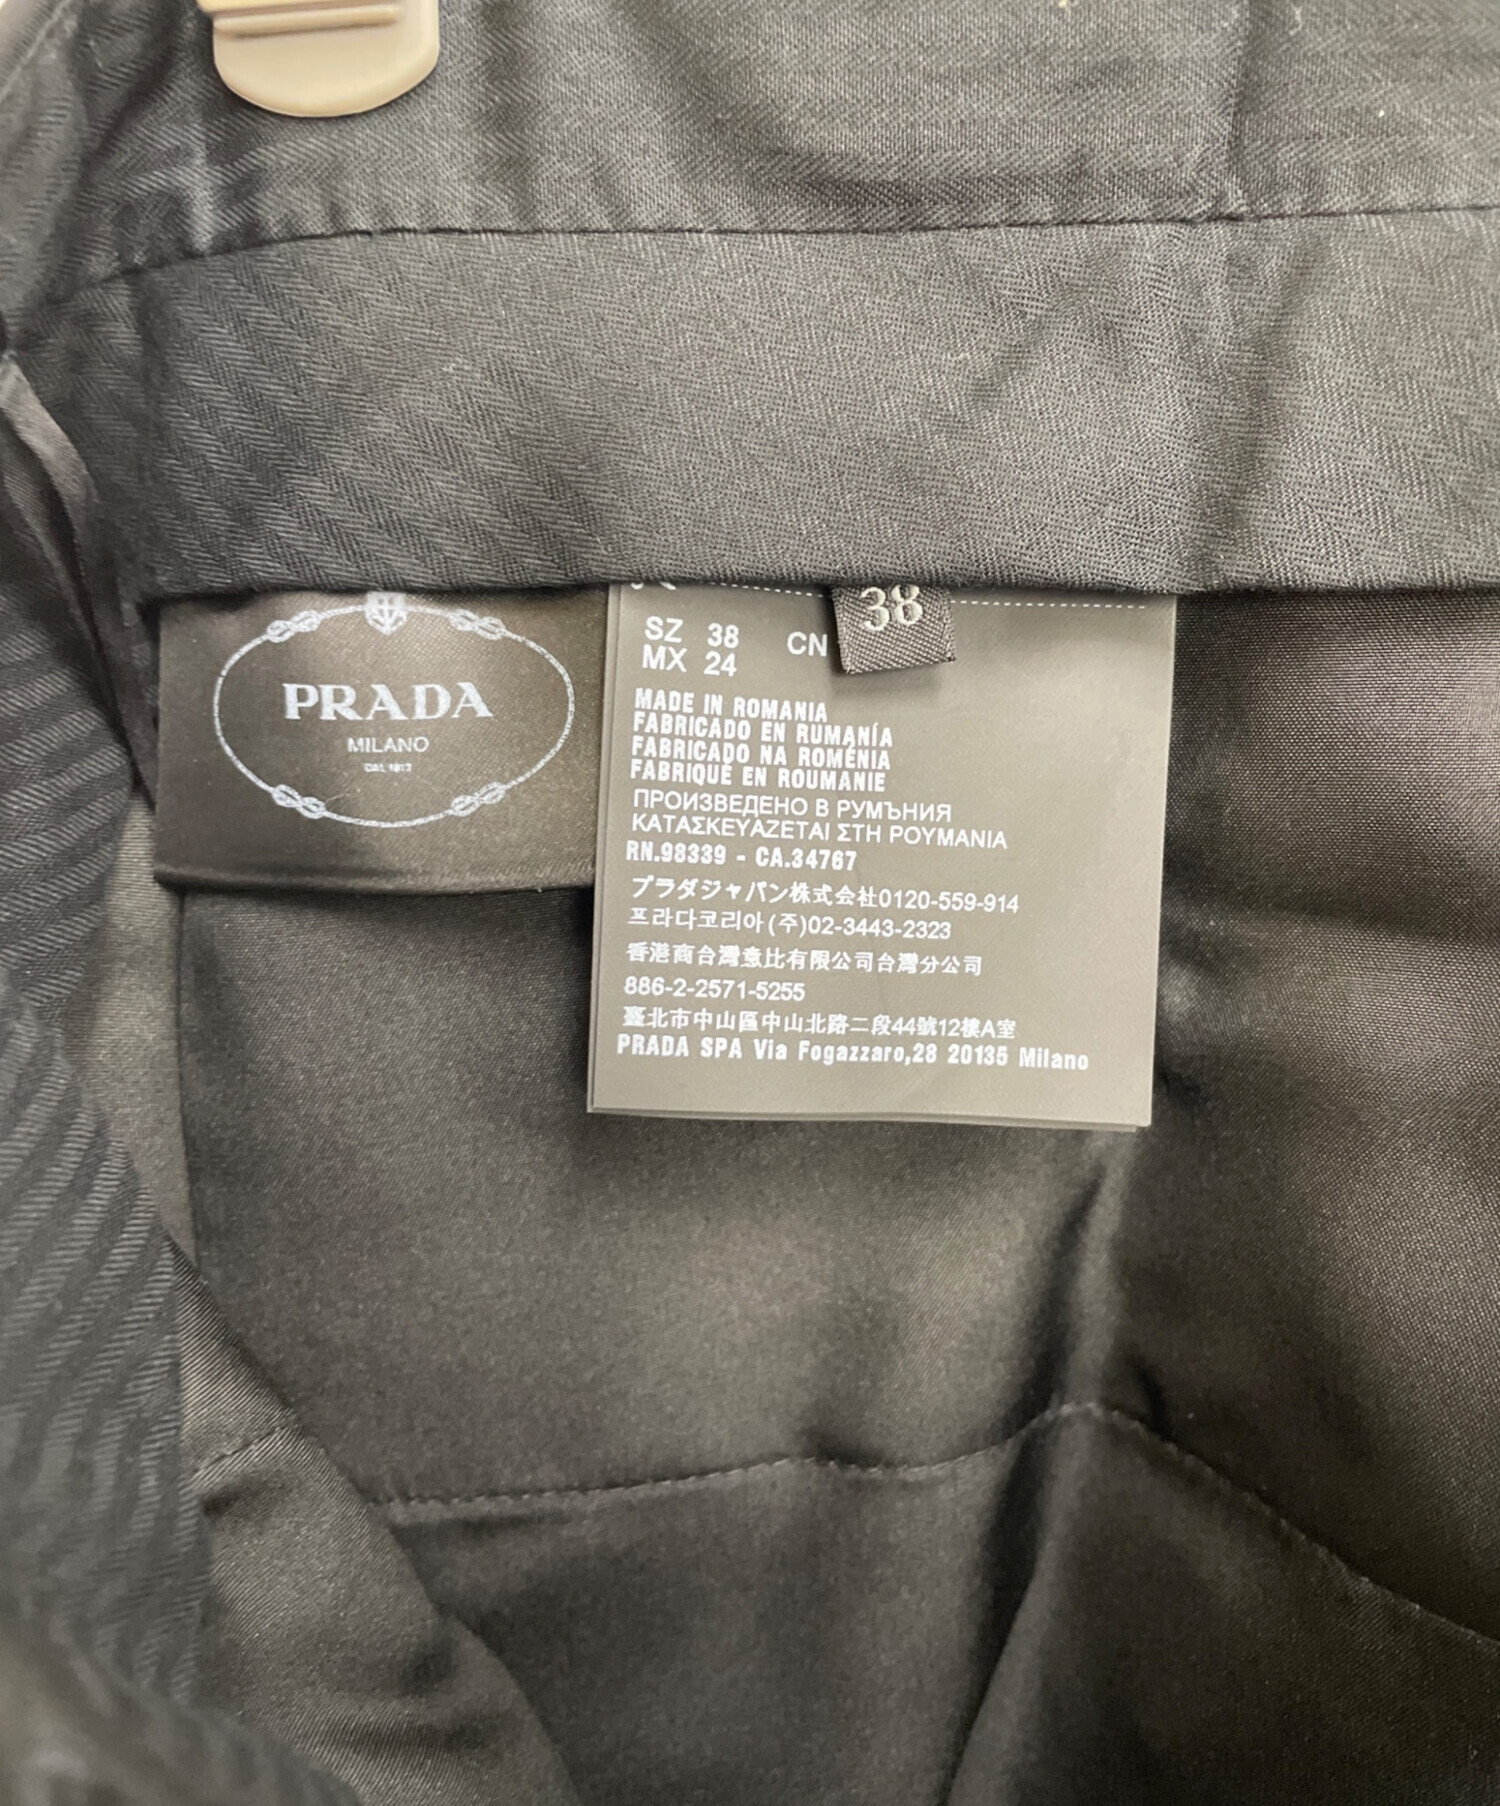 PRADA
MILANO
DAL 1913
38
SZ 38 CN
MX 24
MADE IN ROMANIA
FABRICADO EN RUMANÍA
FABRICADO NA ROMÉNIA
FABRIQUÉ EN ROUMANIE
ПРОИЗВЕДЕНО В РУМЪНИЯ
ΚΑΤΑΣΚΕΥΑΖΕΤΑΙ ΣΤΗ ΡΟΥΜΑΝΙΑ
RN.98339 - CA.34767
プラダジャパン株式会社0120-559-914
프라다코리아(주)02-3443-2323
香港商台灣意比有限公司台灣分公司
886-2-2571-5255
臺北市中山區中山北路二段44號12樓A室
PRADA SPA Via Fogazzaro,28 20135 Milano